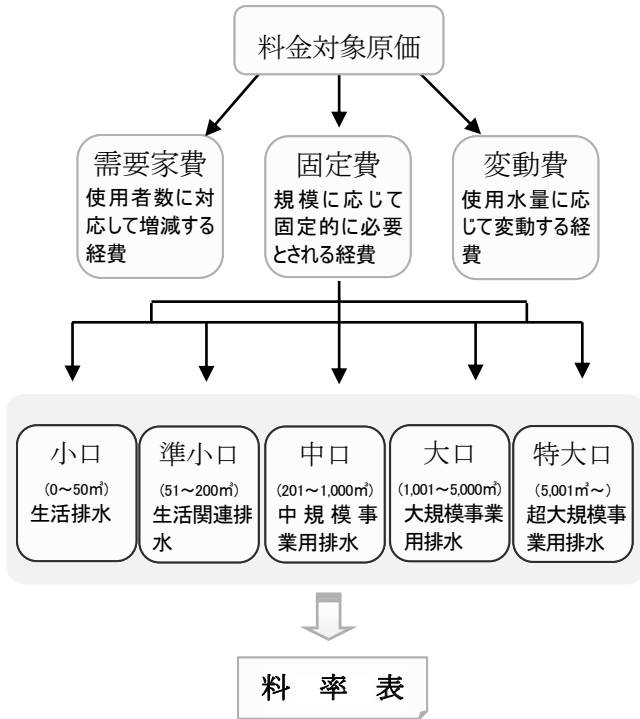 料金対象原価
需要家費
使用者数に対
応して増減する
経費
固定費
規模に応じて
固定的に必要
とされる経費
変動費
使用水量に応
じて変動する経
費
小口
(0～50㎥)
生活排水
準小口
(51～200㎥)
生活関連排
水
中口
(201～1,000㎥)
中規模事
業用排水
大口
(1,001～5,000㎥)
大規模事業
用排水
特大口
(5,001㎥～)
超大規模事
業用排水
料 率 表